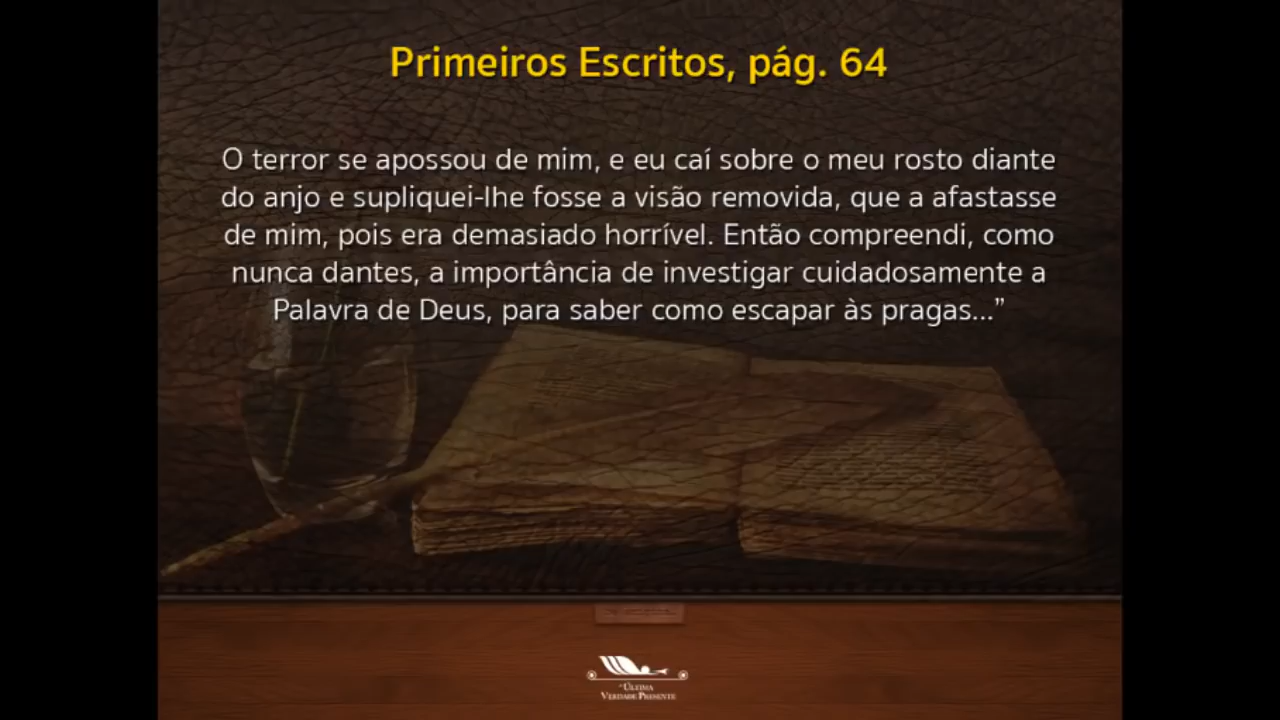 Primeiros Escritos, pág. 64
O terror se apossou de mim, e eu caí sobre o meu rosto diante
do anjo e supliquei-lhe fosse a visão removida, que a afastasse
de mim, pois era demasiado horrível. Então compreendi, como
nunca dantes, a importância de investigar cuidadosamente a
Palavra de Deus, para saber como escapar às pragas...”
Última
Verdade Presente